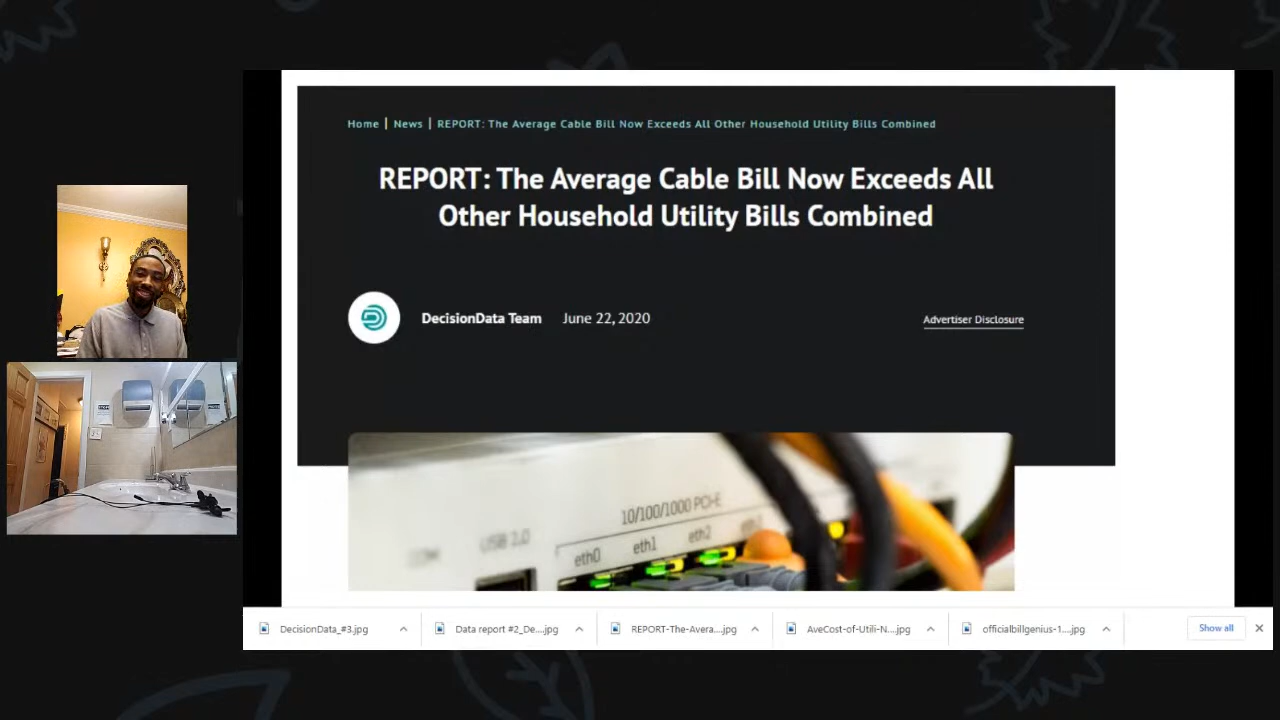 Home | News | REPORT: The Average Cable Bill Now Exceeds All Other Household Utility Bills Combined
REPORT: The Average Cable Bill Now Exceeds All
Other Household Utility Bills Combined
DecisionData Team June 22, 2020
Advertiser Disclosure
10/100/1000 PCI-E
USB 2.0
eth0 eth1 eth2
DecisionData_#3.jpg
Data report #2_De....jpg
REPORT-The-Avera....jpg
AveCost-of-Utili-N....jpg
officialbillgenius-1....jpg
Show all